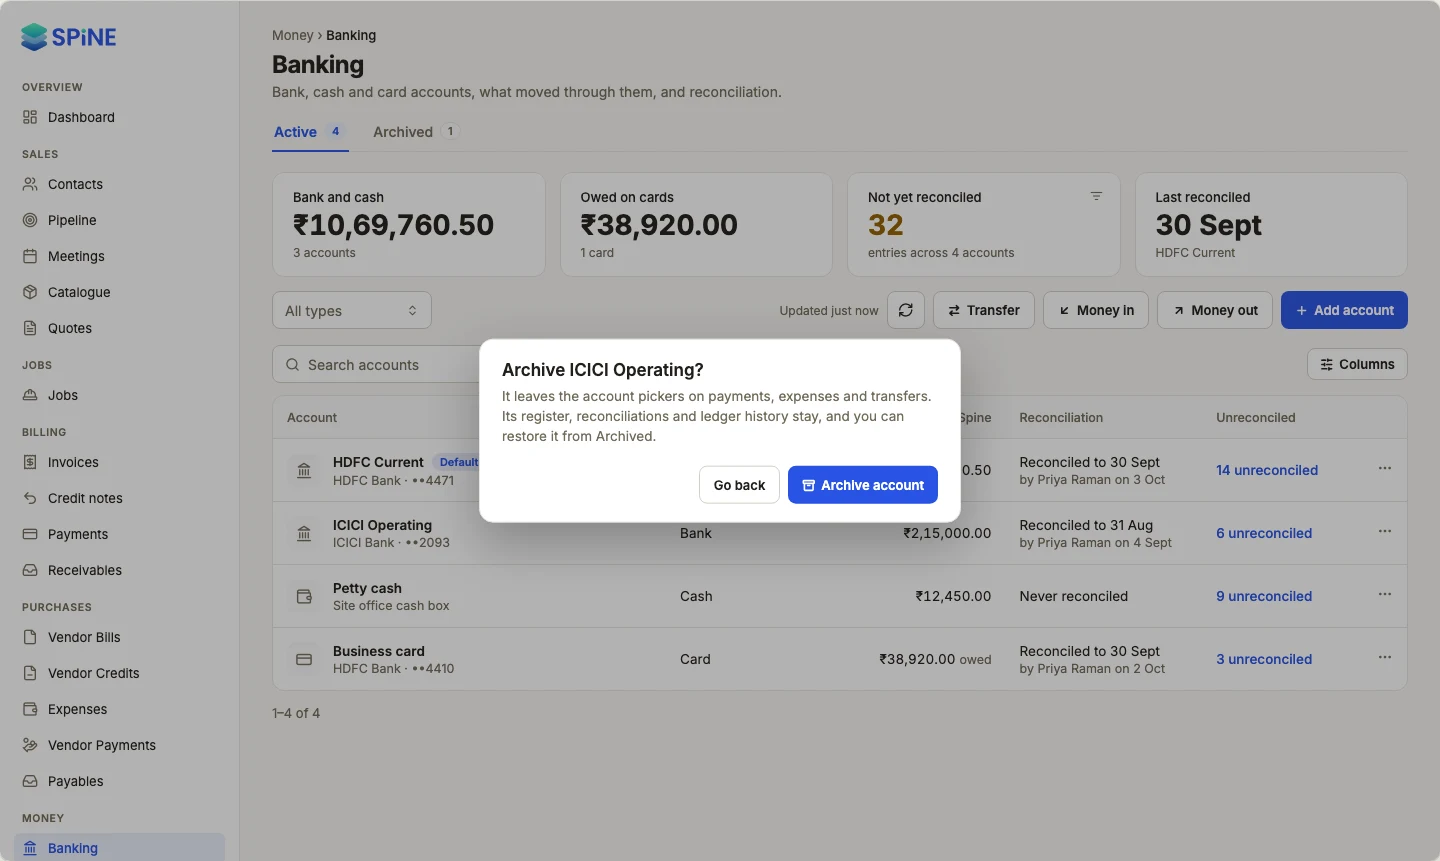 SPiNE
OVERVIEW
Dashboard
SALES
Contacts
Pipeline
Meetings
Catalogue
Quotes
JOBS
Jobs
BILLING
Invoices
Credit notes
Payments
Receivables
PURCHASES
Vendor Bills
Vendor Credits
Expenses
Vendor Payments
Payables
MONEY
Banking
Money › Banking
Banking
Bank, cash and card accounts, what moved through them, and reconciliation.
Active 4 Archived 1
Bank and cash
₹10,69,760.50
3 accounts
Owed on cards
₹38,920.00
1 card
Not yet reconciled
32
entries across 4 accounts
Last reconciled
30 Sept
HDFC Current
All types Updated just now Transfer Money in Money out + Add account
Search accounts Columns
Archive ICICI Operating?
It leaves the account pickers on payments, expenses and transfers.
Its register, reconciliations and ledger history stay, and you can
restore it from Archived.
Go back Archive account
Account Spine Reconciliation Unreconciled
HDFC Current Default 0.50 Reconciled to 30 Sept 14 unreconciled
HDFC Bank · ••4471 by Priya Raman on 3 Oct
ICICI Operating Bank ₹2,15,000.00 Reconciled to 31 Aug 6 unreconciled
ICICI Bank · ••2093 by Priya Raman on 4 Sept
Petty cash Cash ₹12,450.00 Never reconciled 9 unreconciled
Site office cash box
Business card Card ₹38,920.00 owed Reconciled to 30 Sept 3 unreconciled
HDFC Bank · ••4410 by Priya Raman on 2 Oct
1–4 of 4